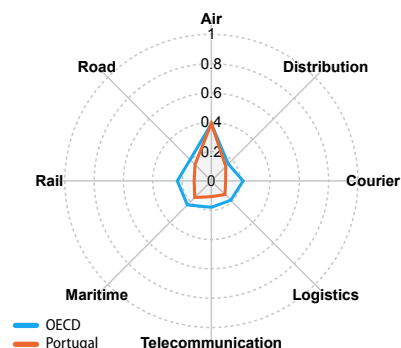 Air
1
Road
Distribution
0.8
0.6
0.4
0.2
Rail
0
Courier
Maritime
Logistics
OECD
Portugal
Telecommunication